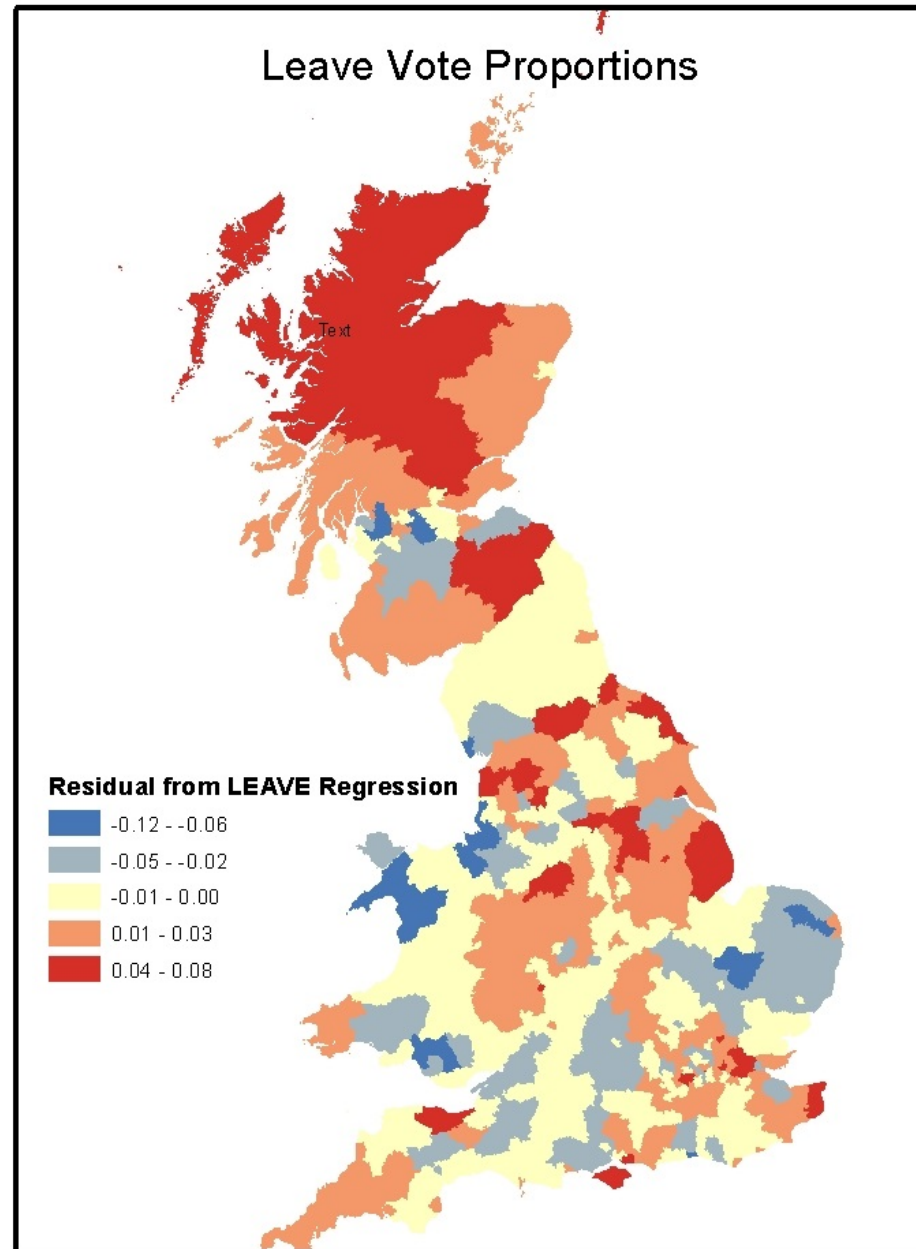 Leave Vote Proportions
Text
Residual from LEAVE Regression
-0.12 - -0.06
-0.05 - -0.02
-0.01 - 0.00
0.01 - 0.03
0.04 - 0.08